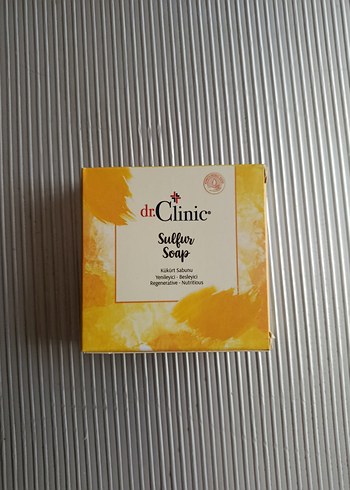 dr.Clinic®
Sulfur
Soap
Kükürt Sabunu
Yenileyici - Besleyici
Regenerative - Nutritious